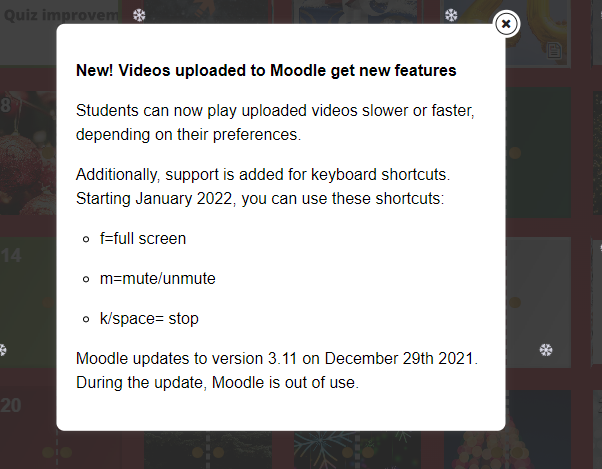 Quiz improvem
New! Videos uploaded to Moodle get new features
Students can now play uploaded videos slower or faster,
depending on their preferences.
Additionally, support is added for keyboard shortcuts.
Starting January 2022, you can use these shortcuts:
f=full screen
m=mute/unmute
k/space= stop
Moodle updates to version 3.11 on December 29th 2021.
During the update, Moodle is out of use.
8
14
20